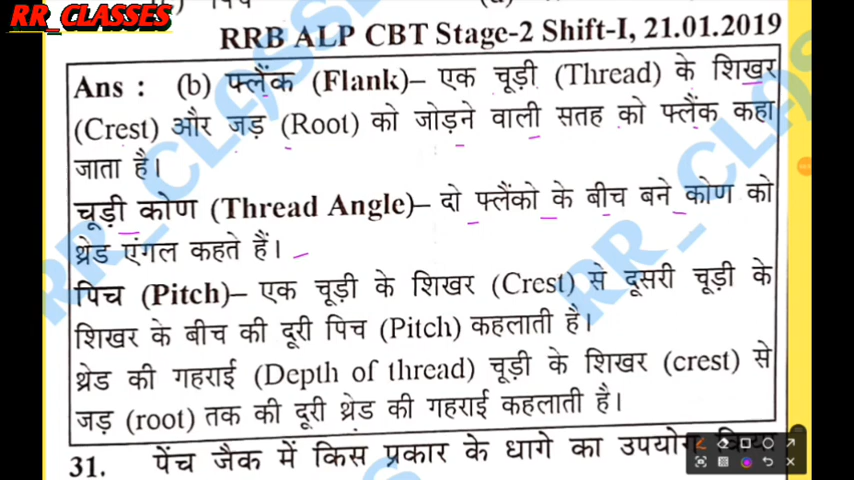 RR_CLASSES
RRB ALP CBT Stage-2 Shift-I, 21.01.2019
Ans : (b) फ्लैंक (Flank)– एक चूड़ी (Thread) के शिखर
(Crest) और जड़ (Root) को जोड़ने वाली सतह को फ्लैंक कहा
जाता है।
चूड़ी कोण (Thread Angle)– दो फ्लैंको के बीच बने कोण को
थ्रेड एंगल कहते हैं।
पिच (Pitch)– एक चूड़ी के शिखर (Crest) से दूसरी चूड़ी के
शिखर के बीच की दूरी पिच (Pitch) कहलाती है।
थ्रेड की गहराई (Depth of thread) चूड़ी के शिखर (crest) से
जड़ (root) तक की दूरी थ्रेड की गहराई कहलाती है।
31. पेंच जैक में किस प्रकार के धागे का उपयोग किया